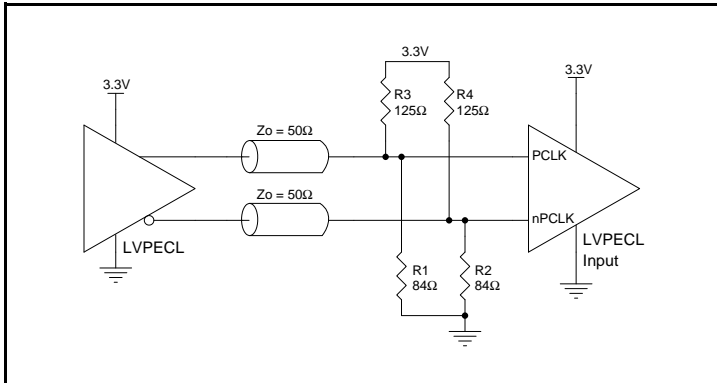 3.3V
3.3V
3.3V
R3
125Ω
R4
125Ω
Zo = 50Ω
PCLK
Zo = 50Ω
nPCLK
LVPECL
LVPECL
Input
R1
84Ω
R2
84Ω